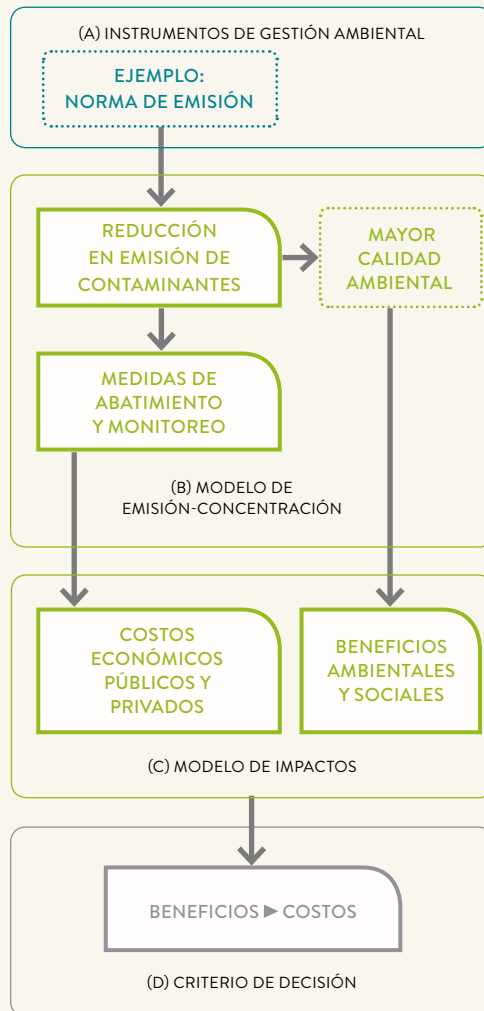 (A) INSTRUMENTOS DE GESTIÓN AMBIENTAL
EJEMPLO:
NORMA DE EMISIÓN
REDUCCIÓN
EN EMISIÓN DE
CONTAMINANTES
MAYOR
CALIDAD
AMBIENTAL
MEDIDAS DE
ABATIMIENTO
Y MONITOREO
(B) MODELO DE
EMISIÓN-CONCENTRACIÓN
COSTOS
ECONÓMICOS
PÚBLICOS Y
PRIVADOS
BENEFICIOS
AMBIENTALES
Y SOCIALES
(C) MODELO DE IMPACTOS
BENEFICIOS ► COSTOS
(D) CRITERIO DE DECISIÓN